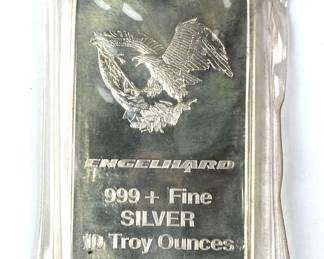 ENGELHARD
999 + Fine
SILVER
10 Troy Ounces